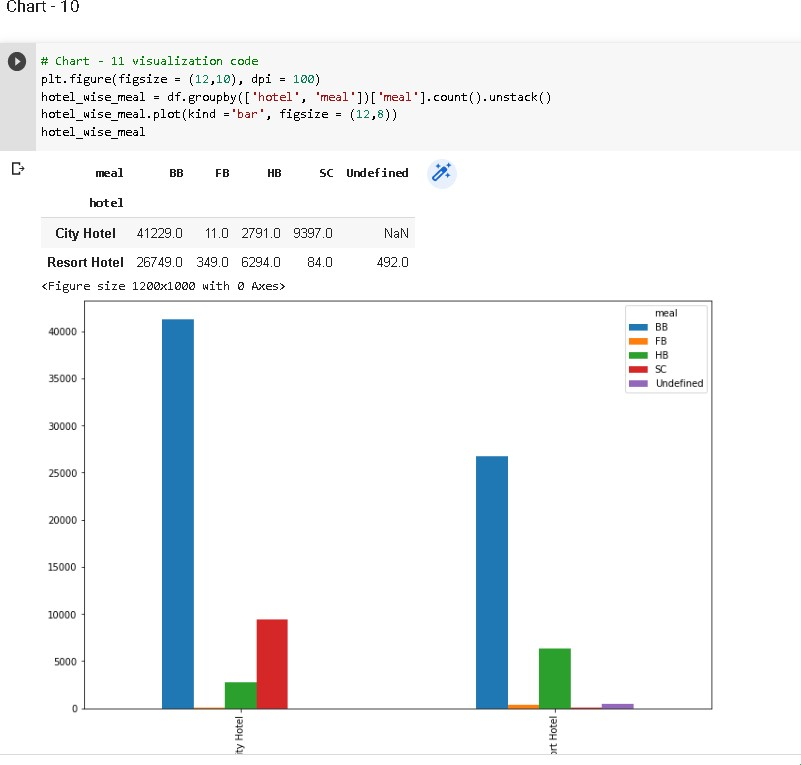 Chart - 10
# Chart - 11 visualization code
plt.figure(figsize = (12,10), dpi = 100)
hotel_wise_meal = df.groupby(['hotel', 'meal'])['meal'].count().unstack()
hotel_wise_meal.plot(kind ='bar', figsize = (12,8))
hotel_wise_meal
meal BB FB HB SC Undefined
hotel
City Hotel 41229.0 11.0 2791.0 9397.0 NaN
Resort Hotel 26749.0 349.0 6294.0 84.0 492.0
<Figure size 1200x1000 with 0 Axes>
meal
BB
FB
HB
SC
Undefined
40000
35000
30000
25000
20000
15000
10000
5000
0
ity Hotel
ort Hotel